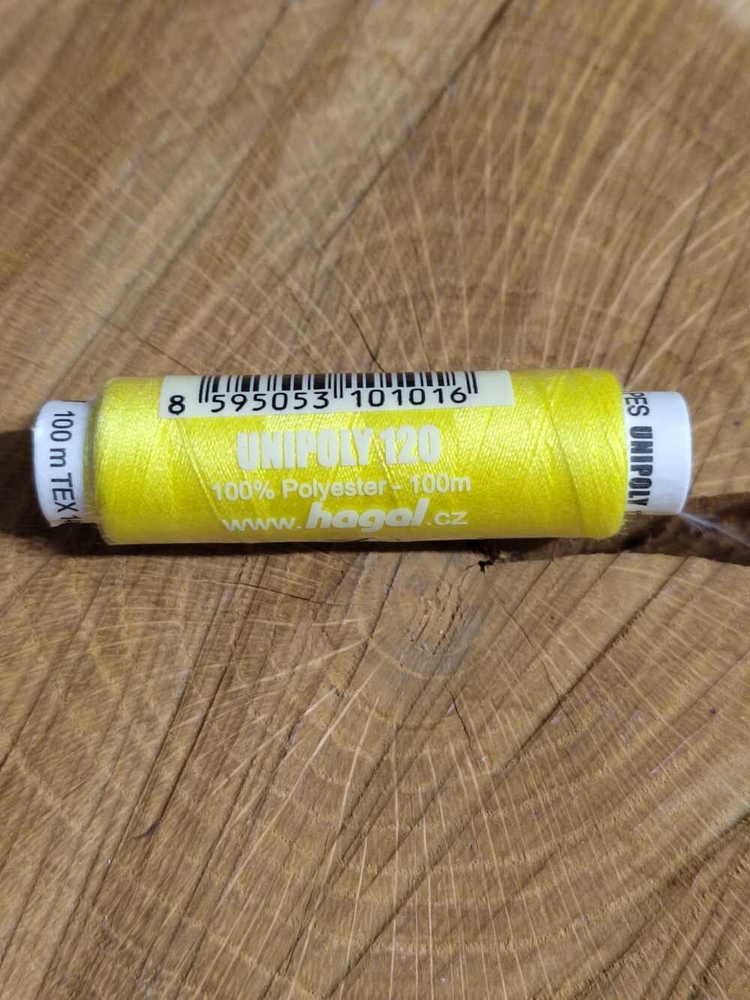 8 595053 101016
UNIPOLY 120
100% Polyester - 100m
www.hagal.cz
100 m TEX
PES UNIPOLY